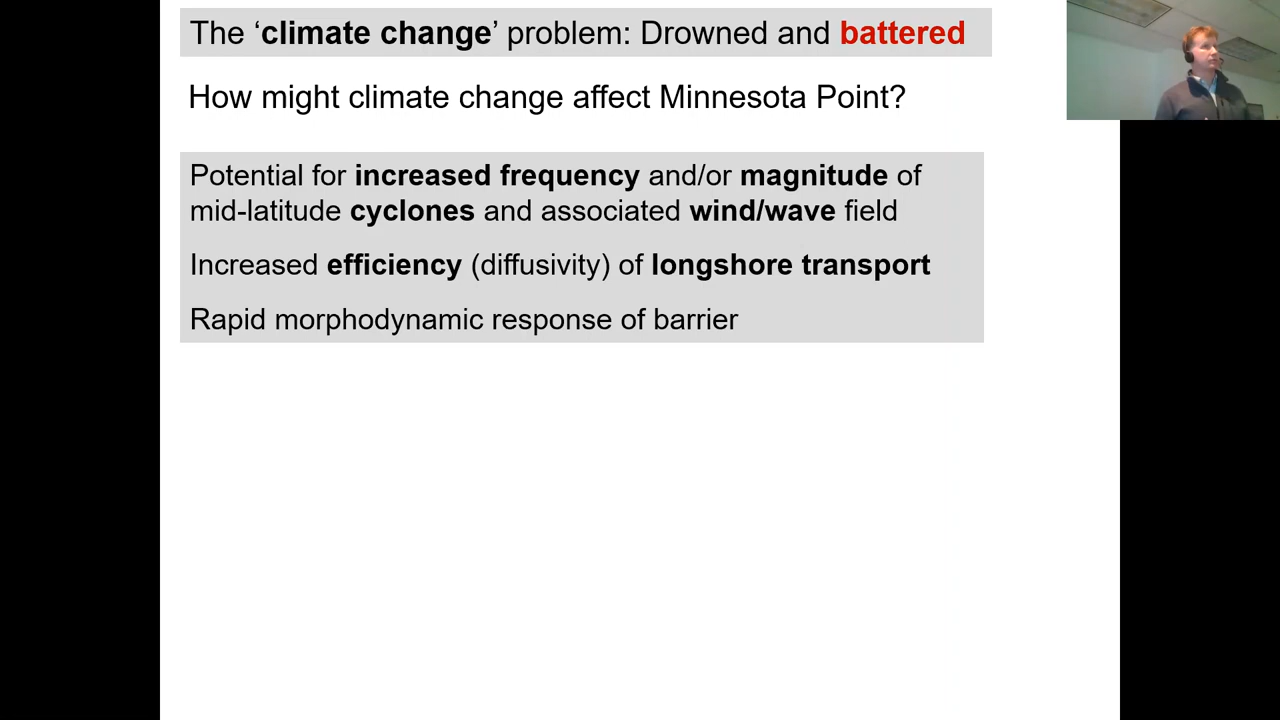 The ‘climate change’ problem: Drowned and battered
How might climate change affect Minnesota Point?
Potential for increased frequency and/or magnitude of
mid-latitude cyclones and associated wind/wave field
Increased efficiency (diffusivity) of longshore transport
Rapid morphodynamic response of barrier